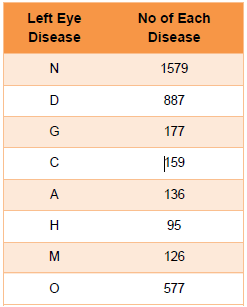 Left Eye Disease No of Each Disease
N 1579
D 887
G 177
C 159
A 136
H 95
M 126
O 577